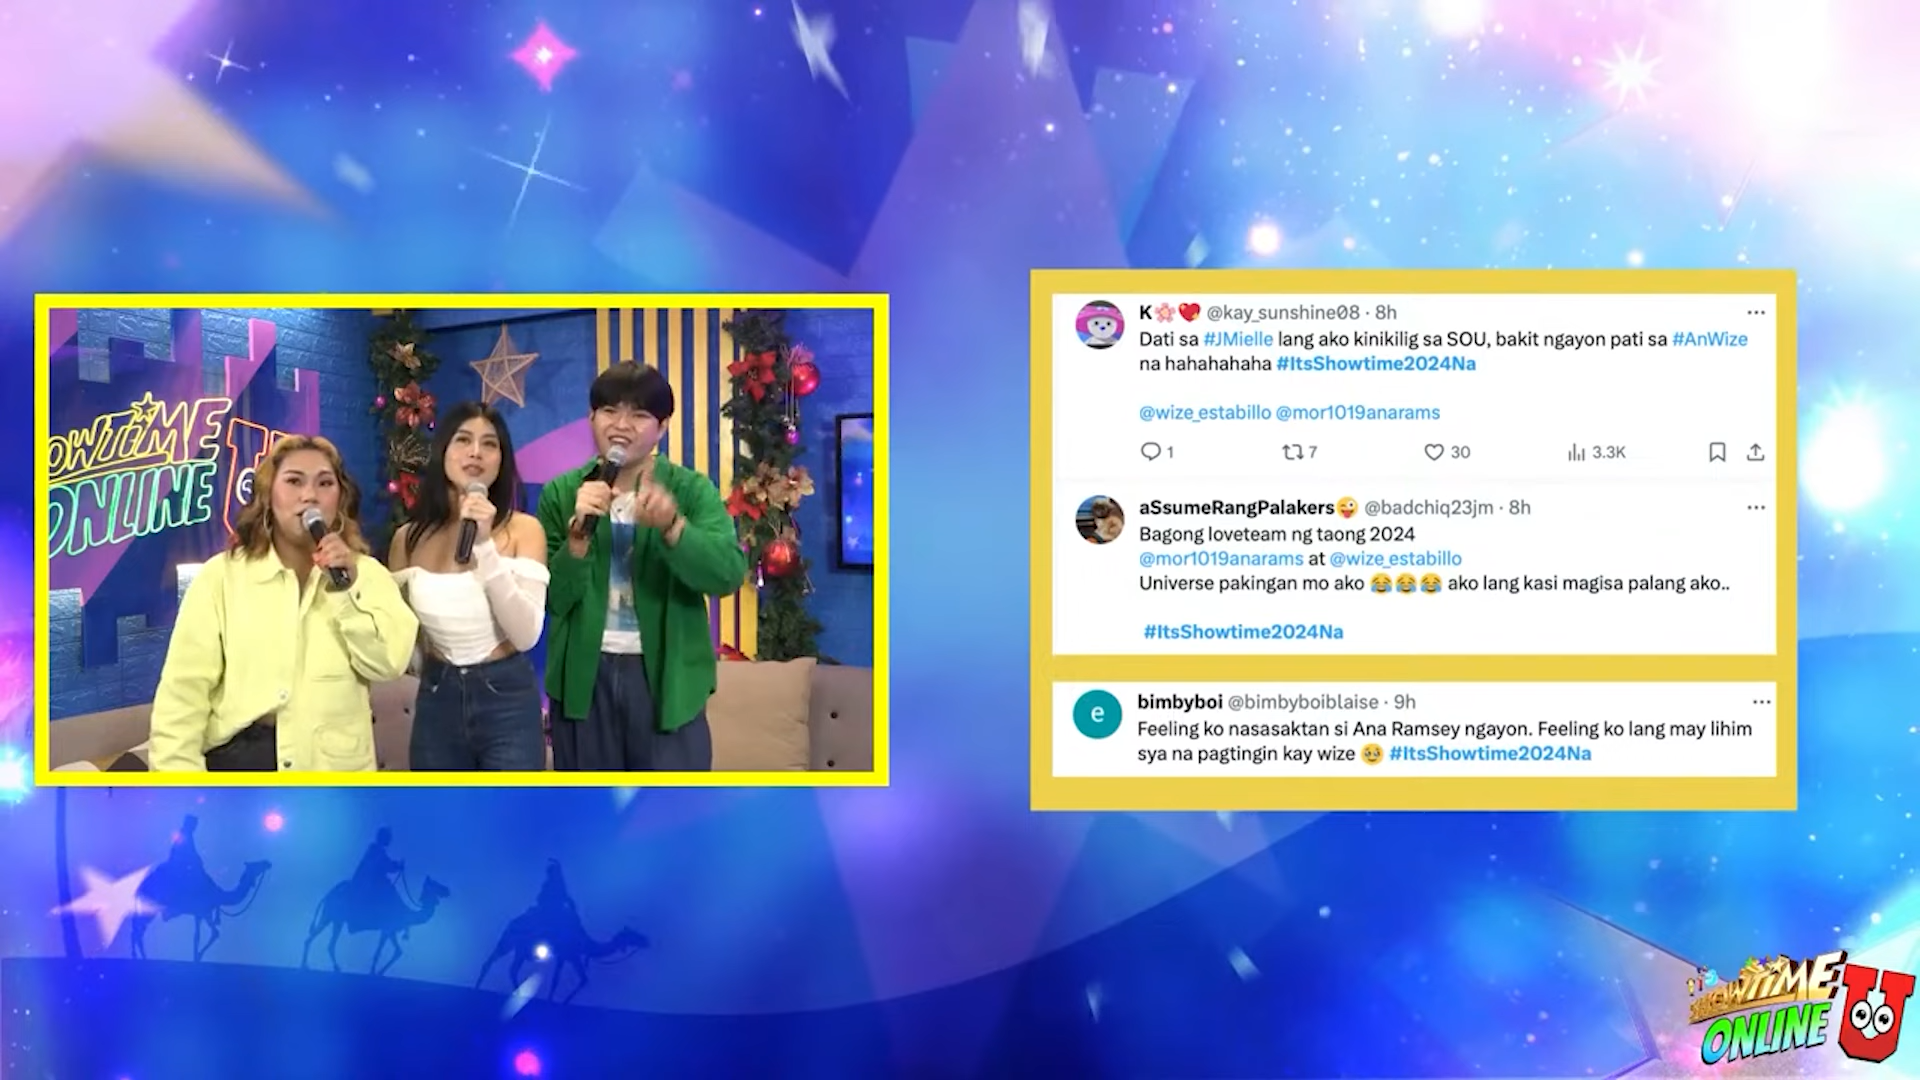 OWTIME
ONLINE
K @kay_sunshine08 · 8h
Dati sa #JMielle lang ako kinikilig sa SOU, bakit ngayon pati sa #AnWize
na hahahahaha #ItsShowtime2024Na
@wize_estabillo @mor1019anarams
1 7 30 3.3K
aSsumeRangPalakers @badchiq23jm · 8h
Bagong loveteam ng taong 2024
@mor1019anarams at @wize_estabillo
Universe pakingan mo ako 😂😂😂 ako lang kasi magisa palang ako..
#ItsShowtime2024Na
e
bimbyboi @bimbyboiblaise · 9h
Feeling ko nasasaktan si Ana Ramsey ngayon. Feeling ko lang may lihim
sya na pagtingin kay wize 🥹 #ItsShowtime2024Na
IT'S
SHOWTIME
ONLINE U